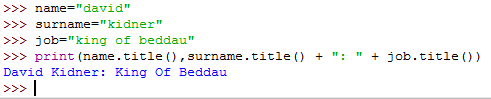 >>> name="david"
>>> surname="kidner"
>>> job="king of beddau"
>>> print(name.title(),surname.title() + ": " + job.title())
David Kidner: King Of Beddau
>>>